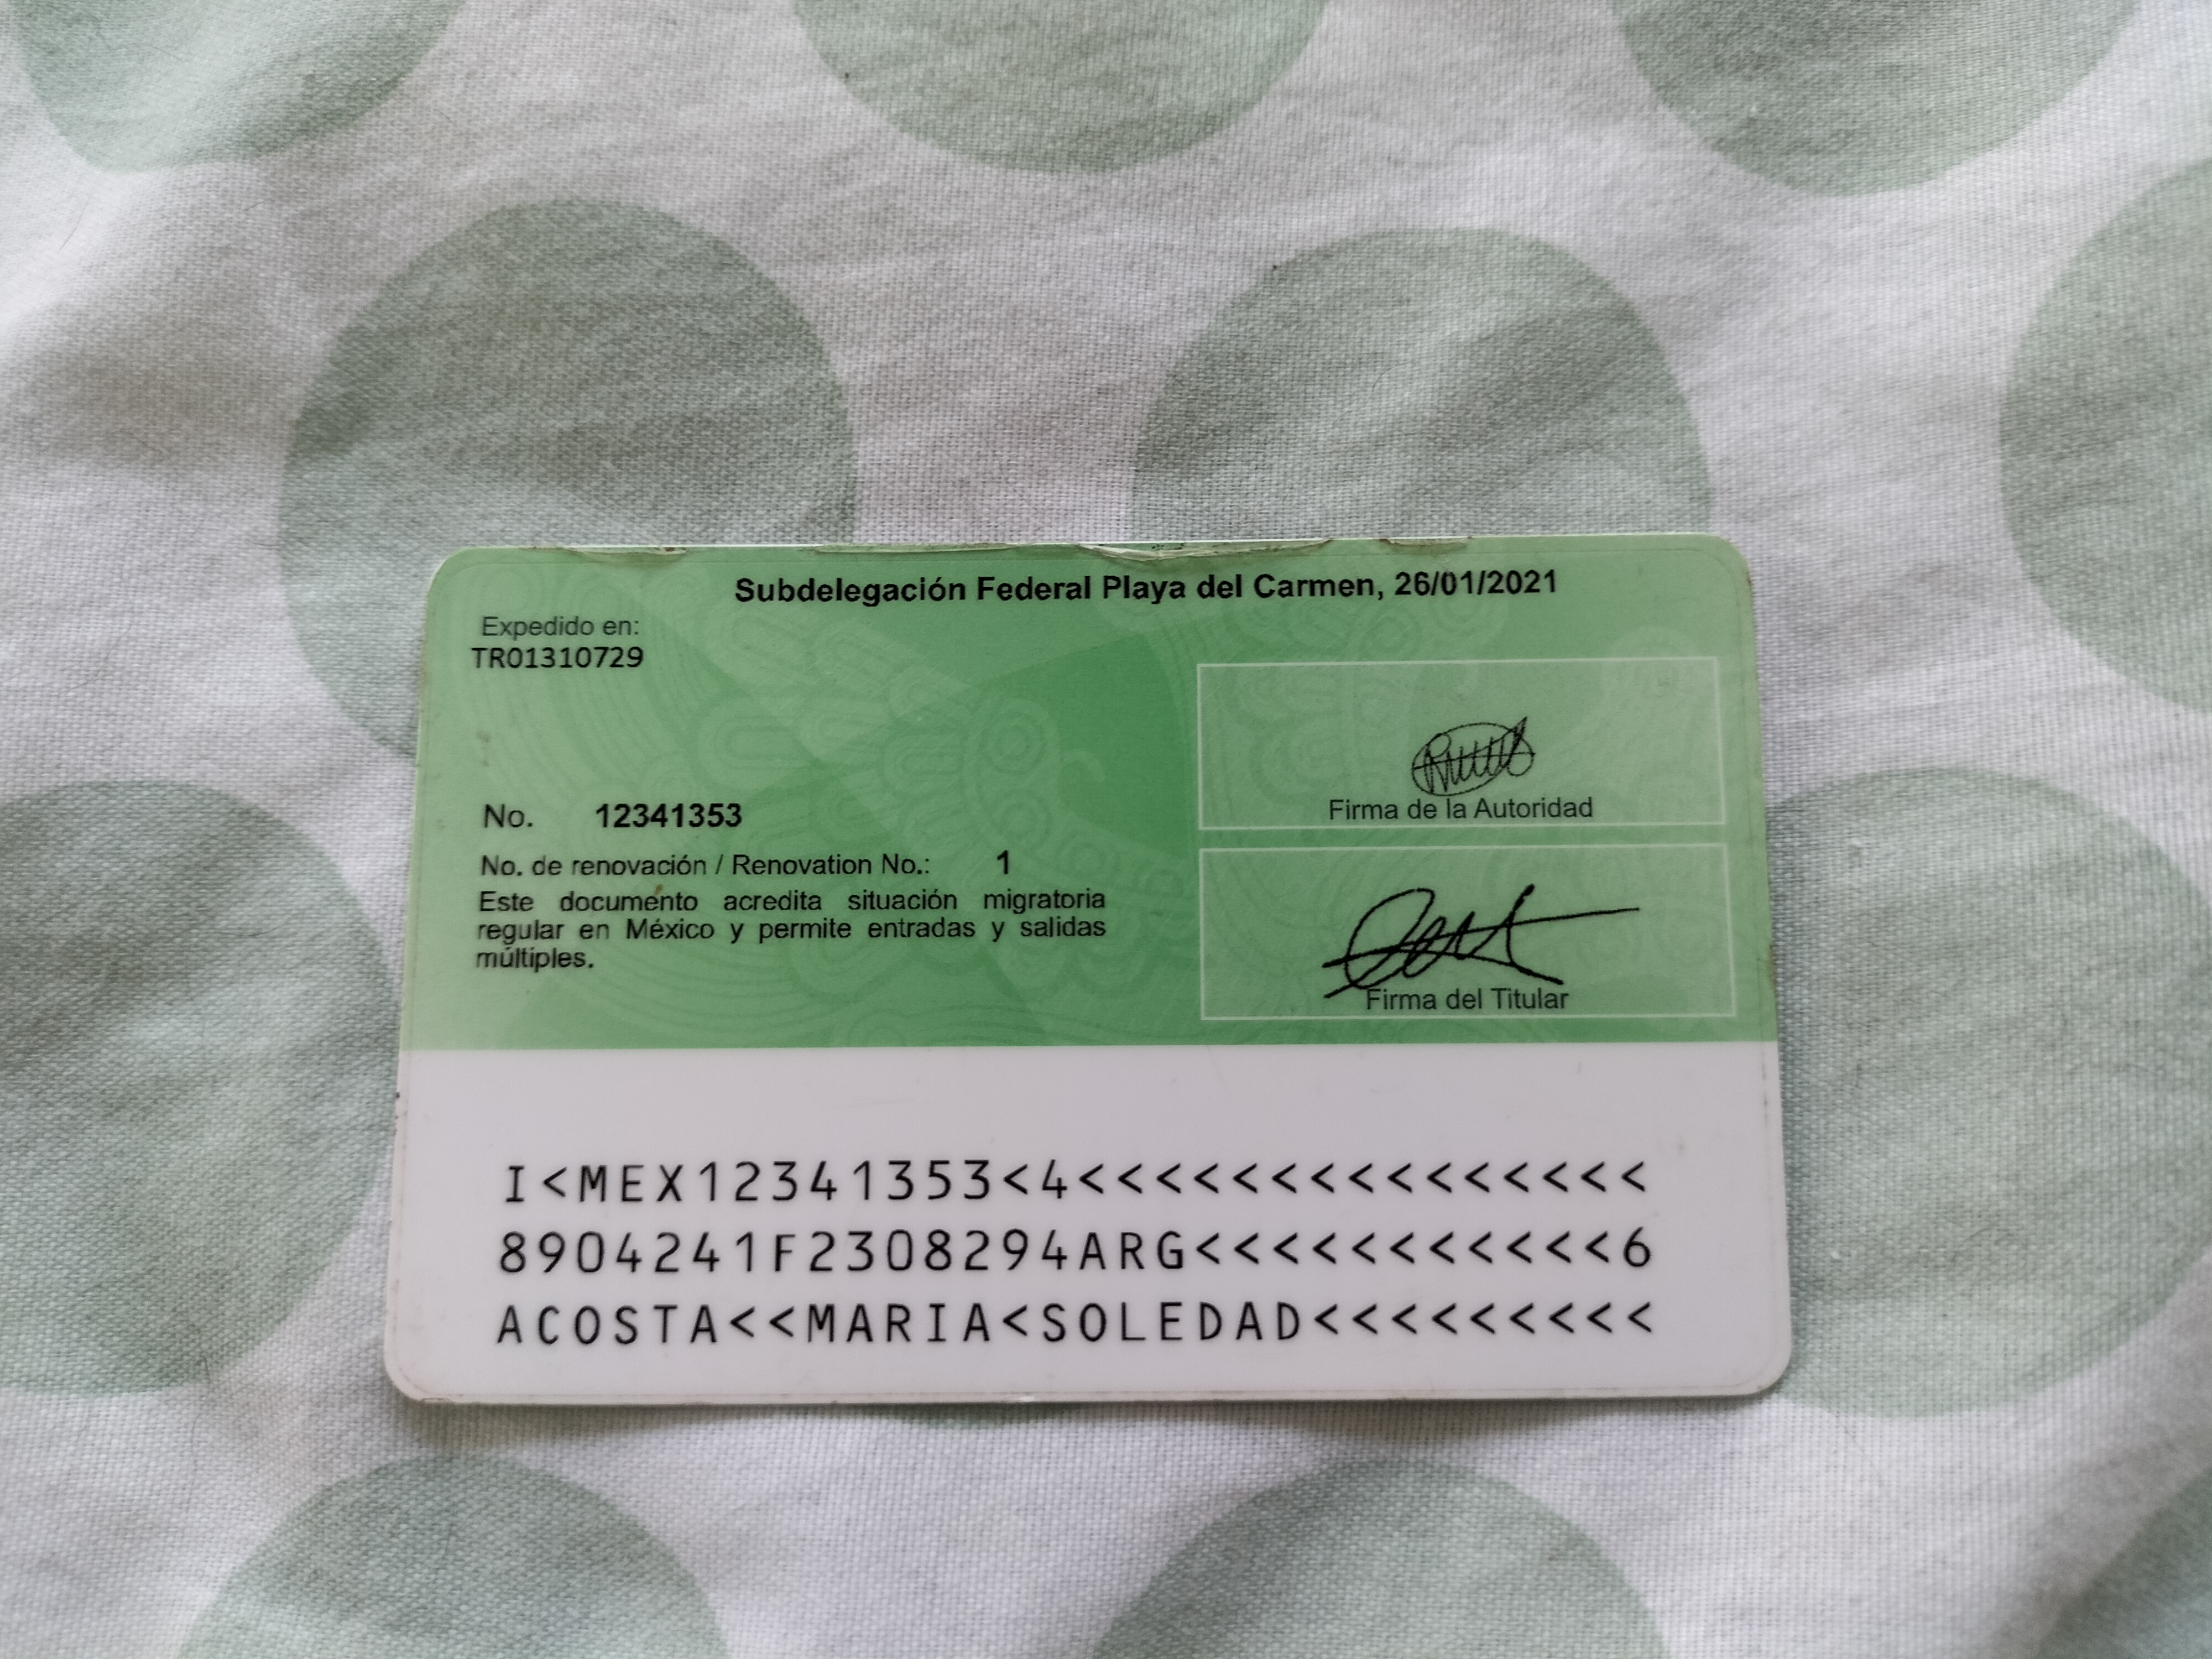 Subdelegación Federal Playa del Carmen, 26/01/2021
Expedido en:
TR01310729
No. 12341353
No. de renovación / Renovation No.: 1
Este documento acredita situación migratoria
regular en México y permite entradas y salidas
múltiples.
Firma de la Autoridad
Firma del Titular
I<MEX12341353<4<<<<<<<<<<<<<<<
8904241F2308294ARG<<<<<<<<<<<6
ACOSTA<<MARIA<SOLEDAD<<<<<<<<<